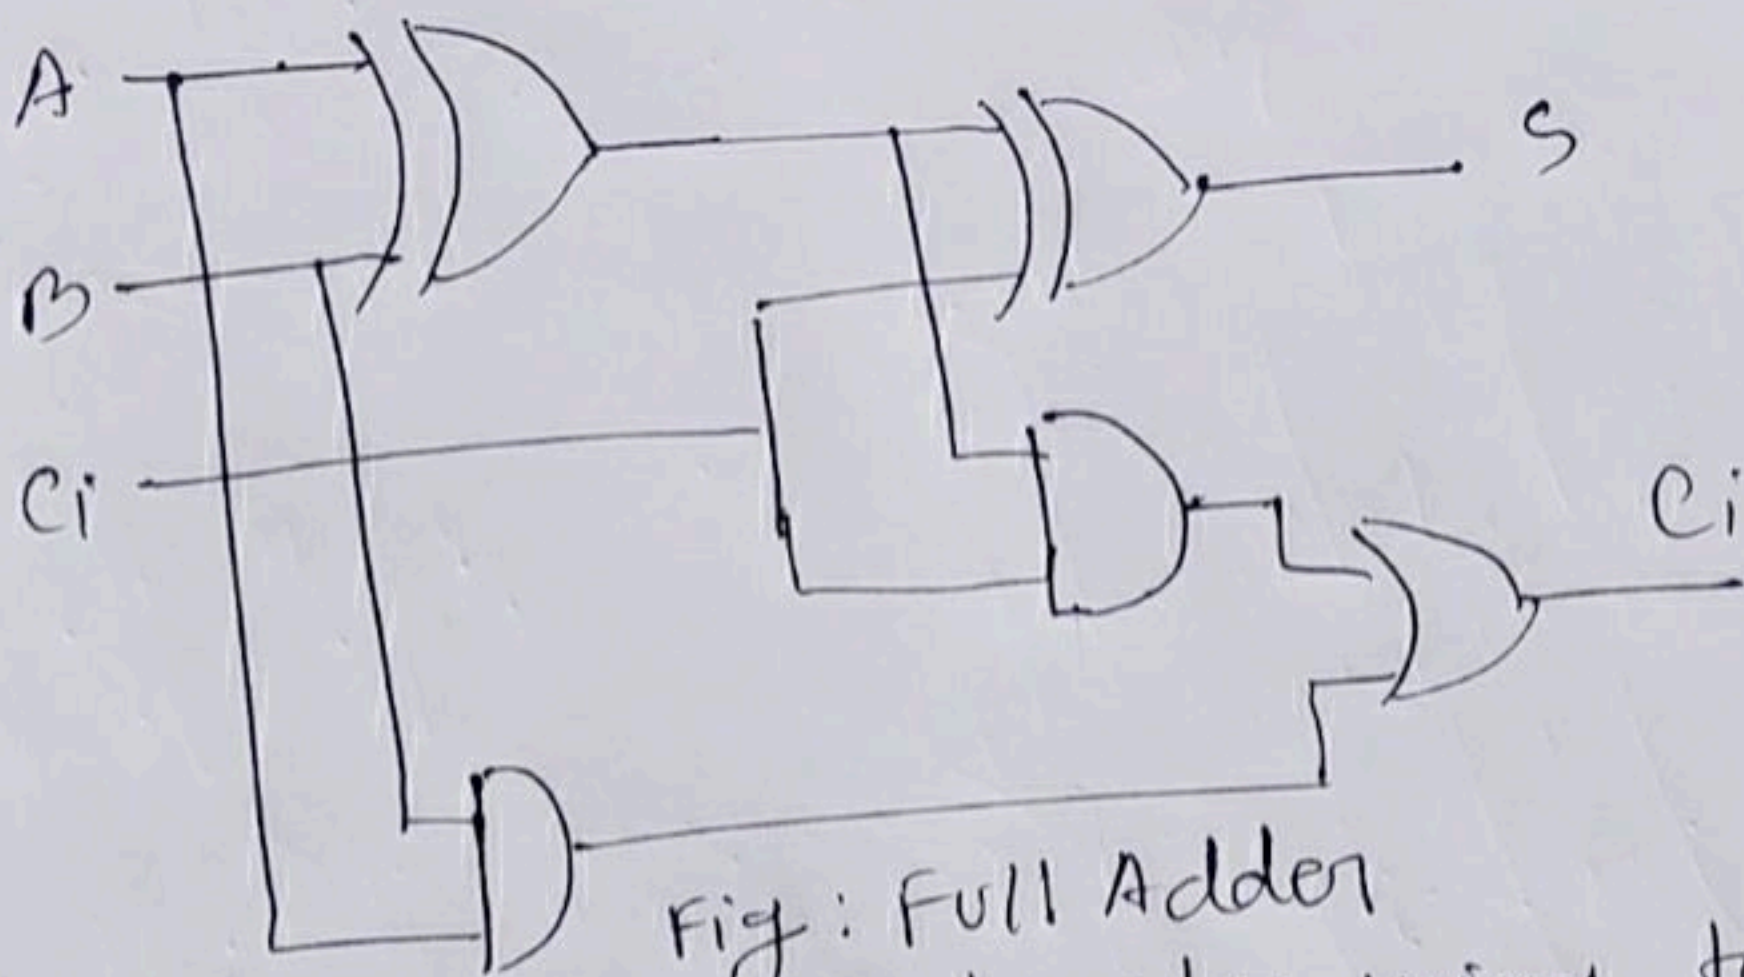 A
S
B
Ci
Ci
Fig : Full Adder